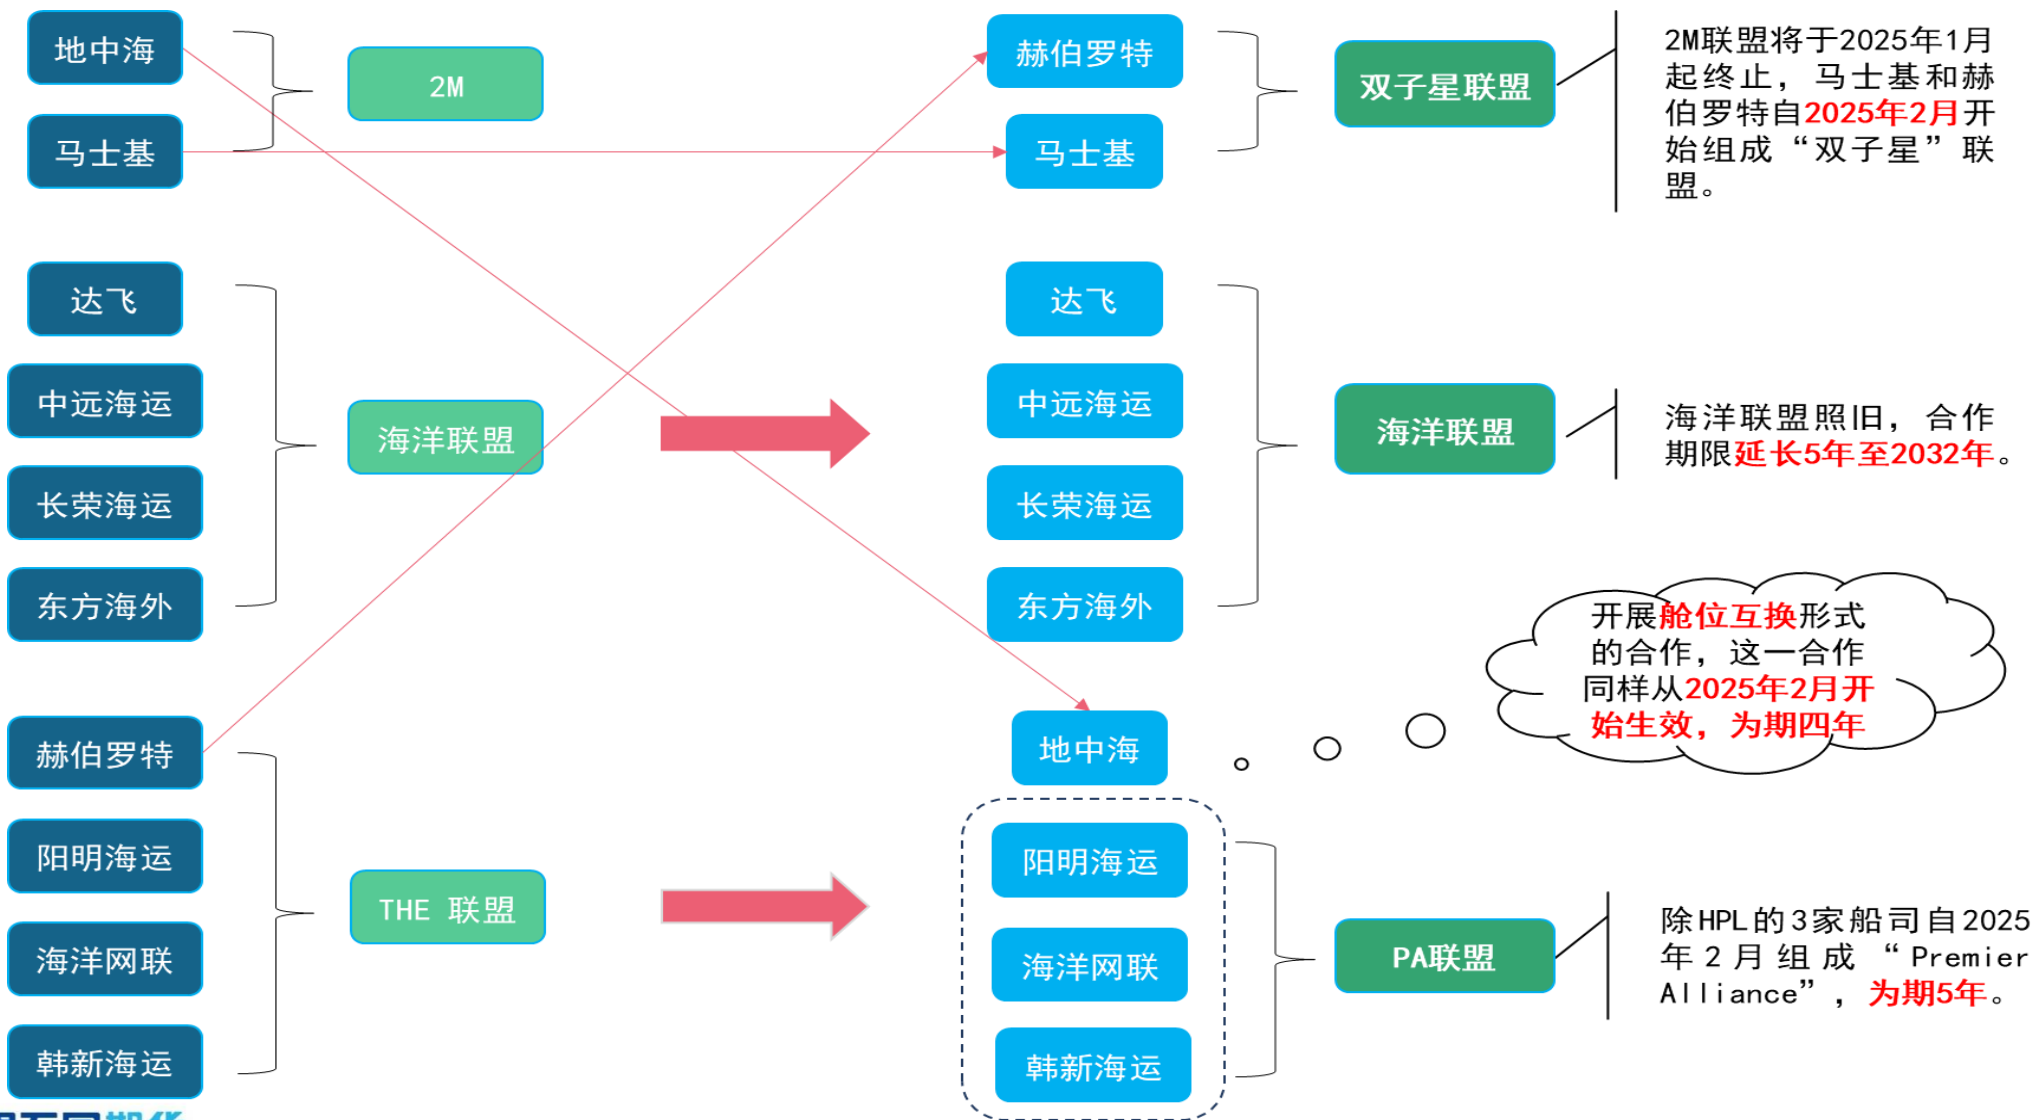 地中海
马士基
2M
达飞
中远海运
长荣海运
东方海外
海洋联盟
赫伯罗特
阳明海运
海洋网联
韩新海运
THE 联盟
赫伯罗特
马士基
双子星联盟
2M联盟将于2025年1月
起终止，马士基和赫
伯罗特自2025年2月开
始组成“双子星”联
盟。
达飞
中远海运
长荣海运
东方海外
海洋联盟
海洋联盟照旧，合作
期限延长5年至2032年。
地中海
开展舱位互换形式
的合作，这一合作
同样从2025年2月开
始生效，为期四年
阳明海运
海洋网联
韩新海运
PA联盟
除HPL的3家船司自2025
年2月组成“Premier
Alliance”，为期5年。